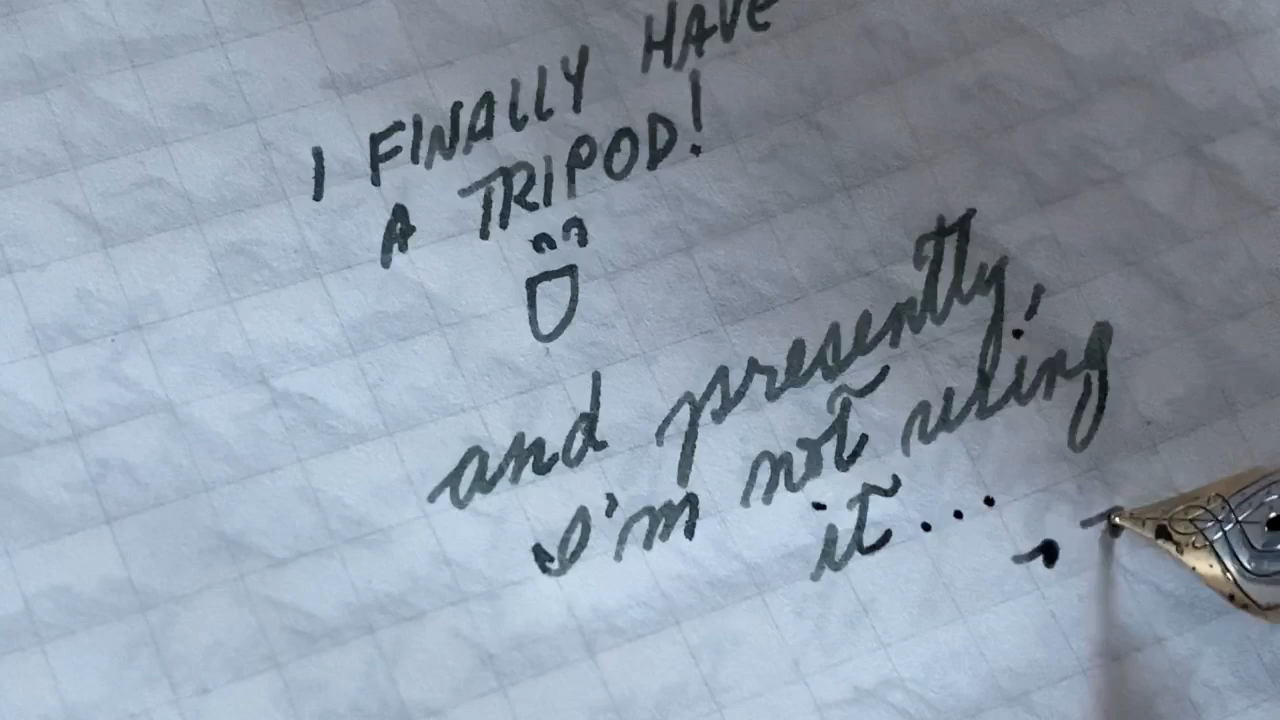 I FINALLY HAVE
A TRIPOD!
and presently,
I'm not using
it...